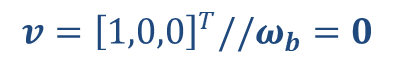 𝒗 = [1,0,0]ᵀ//𝝎_𝒃 = 𝟎